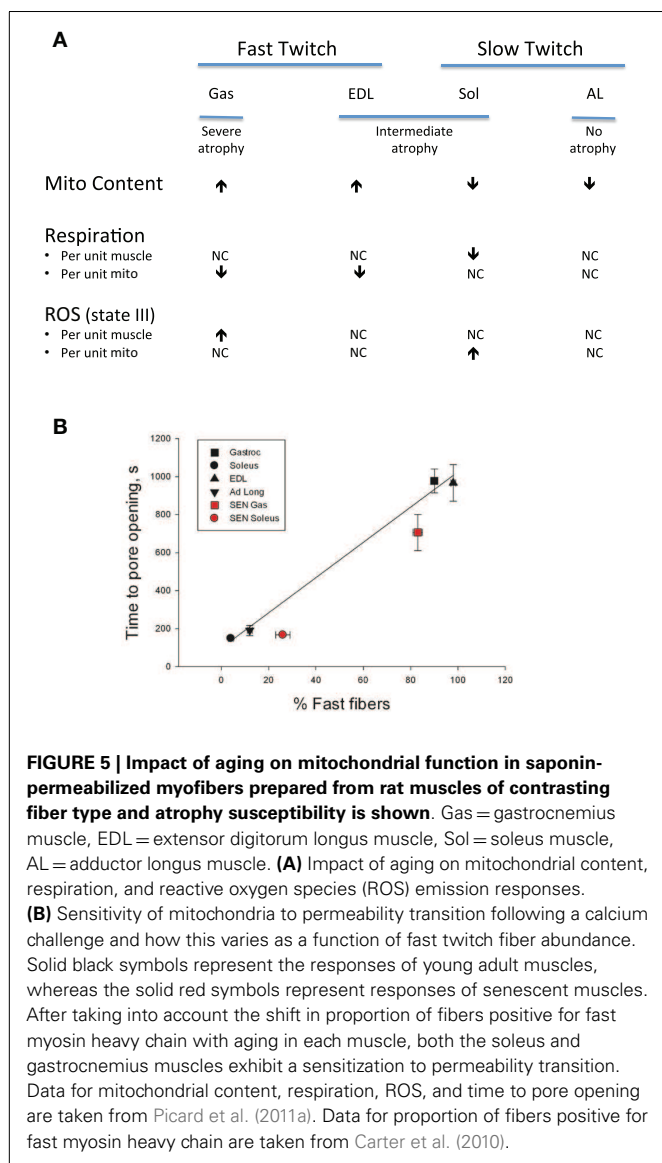 A
Fast Twitch Slow Twitch
Gas EDL Sol AL
Severe atrophy Intermediate atrophy No atrophy
Mito Content ↑ ↑ ↓ ↓
Respiration
• Per unit muscle NC NC ↓ NC
• Per unit mito ↓ ↓ NC NC
ROS (state III)
• Per unit muscle ↑ NC NC NC
• Per unit mito NC NC ↑ NC
B
Time to pore opening, s
1200
1000
800
600
400
200
0
Gastroc
Soleus
EDL
Ad Long
SEN Gas
SEN Soleus
0 20 40 60 80 100 120
% Fast fibers
FIGURE 5 | Impact of aging on mitochondrial function in saponin-
permeabilized myofibers prepared from rat muscles of contrasting
fiber type and atrophy susceptibility is shown. Gas = gastrocnemius
muscle, EDL = extensor digitorum longus muscle, Sol = soleus muscle,
AL = adductor longus muscle. (A) Impact of aging on mitochondrial content,
respiration, and reactive oxygen species (ROS) emission responses.
(B) Sensitivity of mitochondria to permeability transition following a calcium
challenge and how this varies as a function of fast twitch fiber abundance.
Solid black symbols represent the responses of young adult muscles,
whereas the solid red symbols represent responses of senescent muscles.
After taking into account the shift in proportion of fibers positive for fast
myosin heavy chain with aging in each muscle, both the soleus and
gastrocnemius muscles exhibit a sensitization to permeability transition.
Data for mitochondrial content, respiration, ROS, and time to pore opening
are taken from Picard et al. (2011a). Data for proportion of fibers positive for
fast myosin heavy chain are taken from Carter et al. (2010).